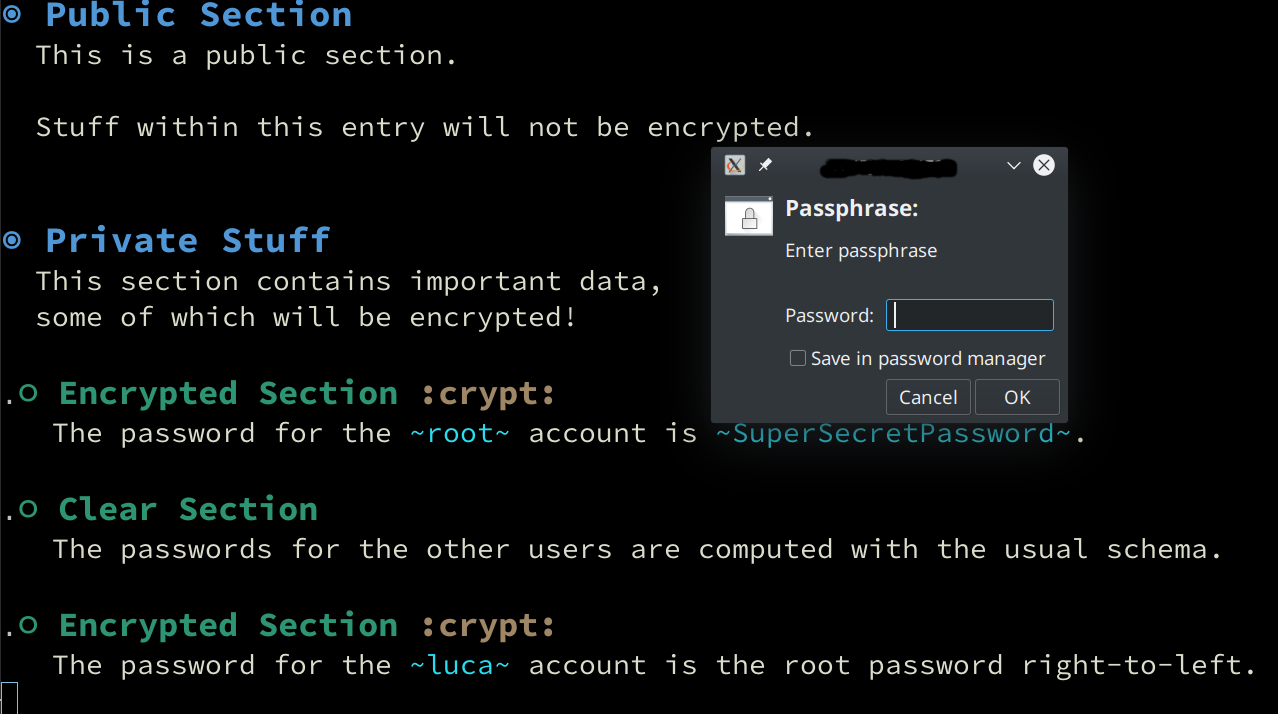 Public Section
This is a public section.
Stuff within this entry will not be encrypted.
Private Stuff
This section contains important data,
some of which will be encrypted!
.○ Encrypted Section :crypt:
The password for the ~root~ account is ~SuperSecretPassword~.
.○ Clear Section
The passwords for the other users are computed with the usual schema.
.○ Encrypted Section :crypt:
The password for the ~luca~ account is the root password right-to-left.
Passphrase:
Enter passphrase
Password:
Save in password manager
Cancel OK